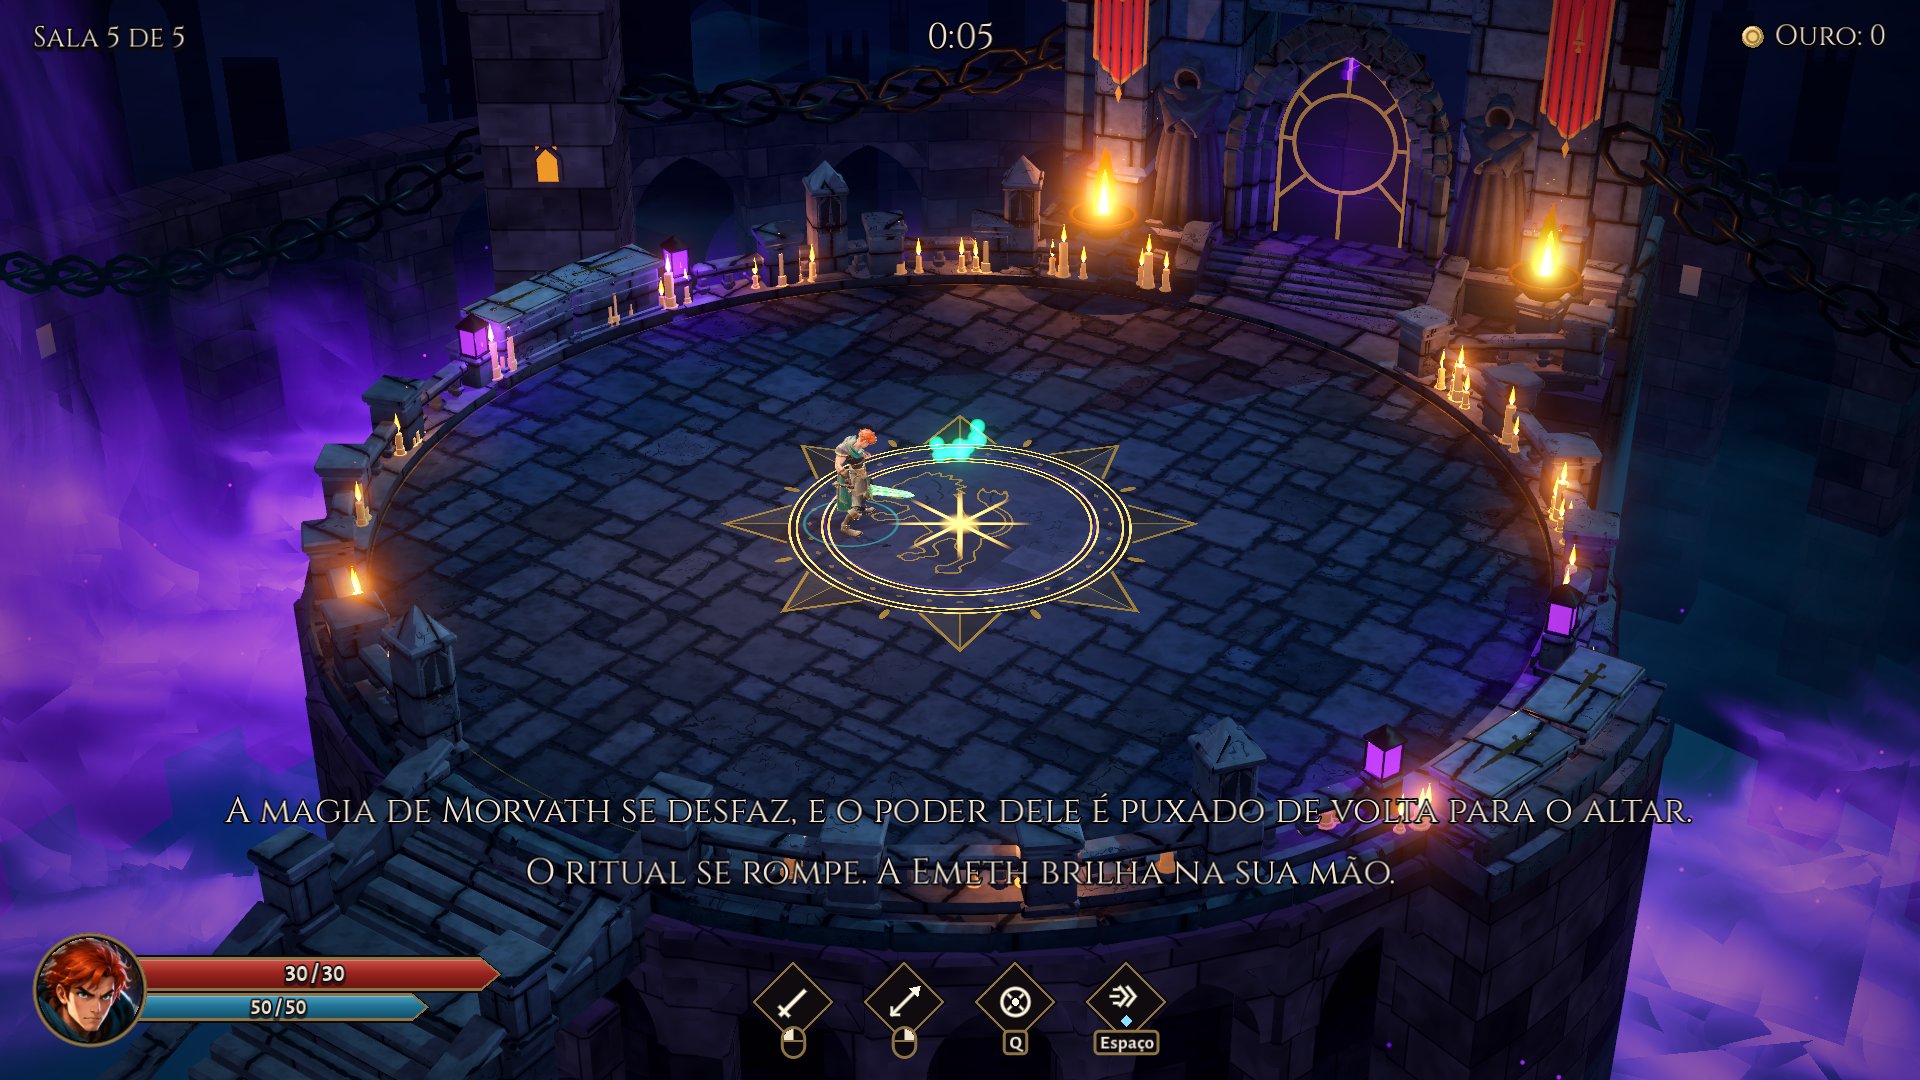 Sala 5 de 5
0:05
Ouro: 0
A magia de Morvath se desfaz, e o poder dele é puxado de volta para o altar.
O ritual se rompe. A Emeth brilha na sua mão.
30/30
50/50
Q
Espaço